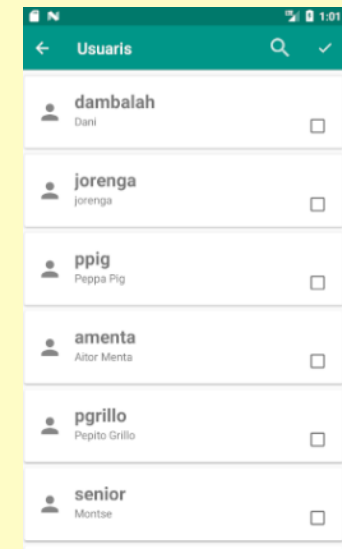 1:01
Usuaris
dambalah
Dani
jorenga
jorenga
ppig
Peppa Pig
amenta
Aitor Menta
pgrillo
Pepito Grillo
senior
Montse